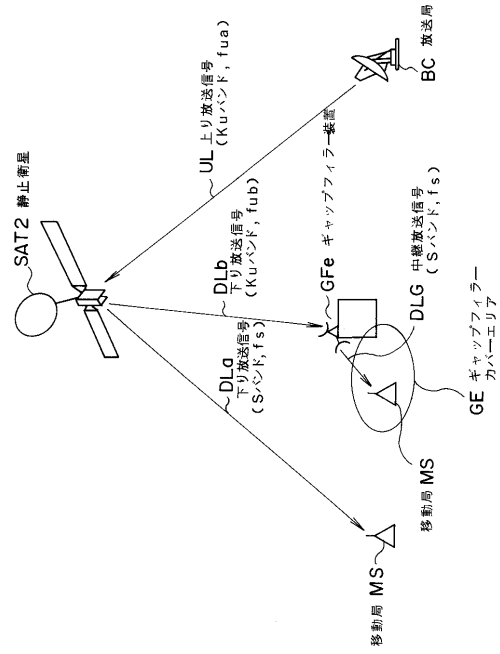 SAT2 静止衛星
UL 上り放送信号
(Kuバンド,fua)
DLb
下り放送信号
(Kuバンド,fub)
DLa
下り放送信号
(Sバンド,fs)
BC 放送局
GFe ギャップフィラー装置
DLG 中継放送信号
(Sバンド,fs)
GE ギャップフィラー
カバーエリア
移動局 MS
移動局 MS